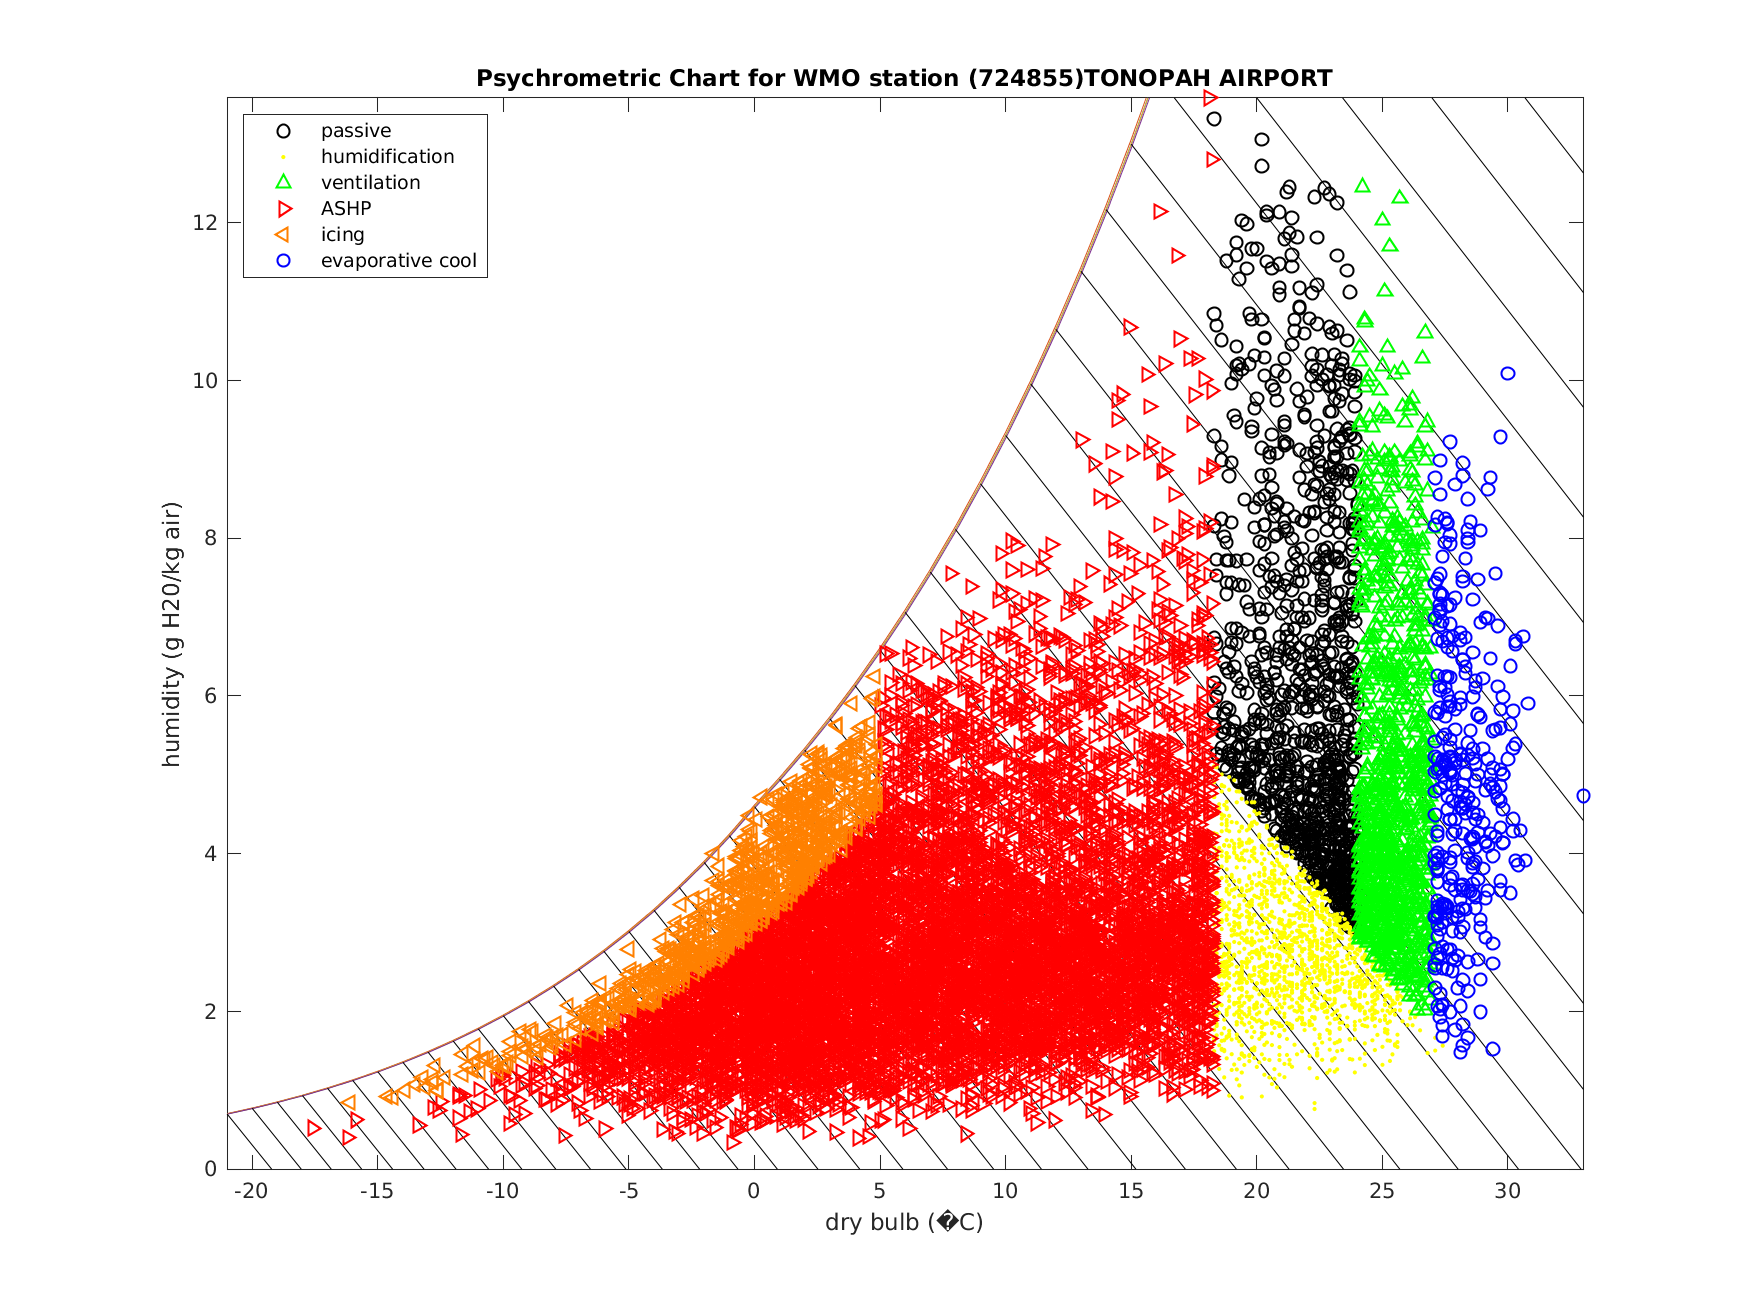 Psychrometric Chart for WMO station (724855)TONOPAH AIRPORT
passive
humidification
ventilation
ASHP
icing
evaporative cool
humidity (g H20/kg air)
12
10
8
6
4
2
0
-20 -15 -10 -5 0 5 10 15 20 25 30
dry bulb (�C)